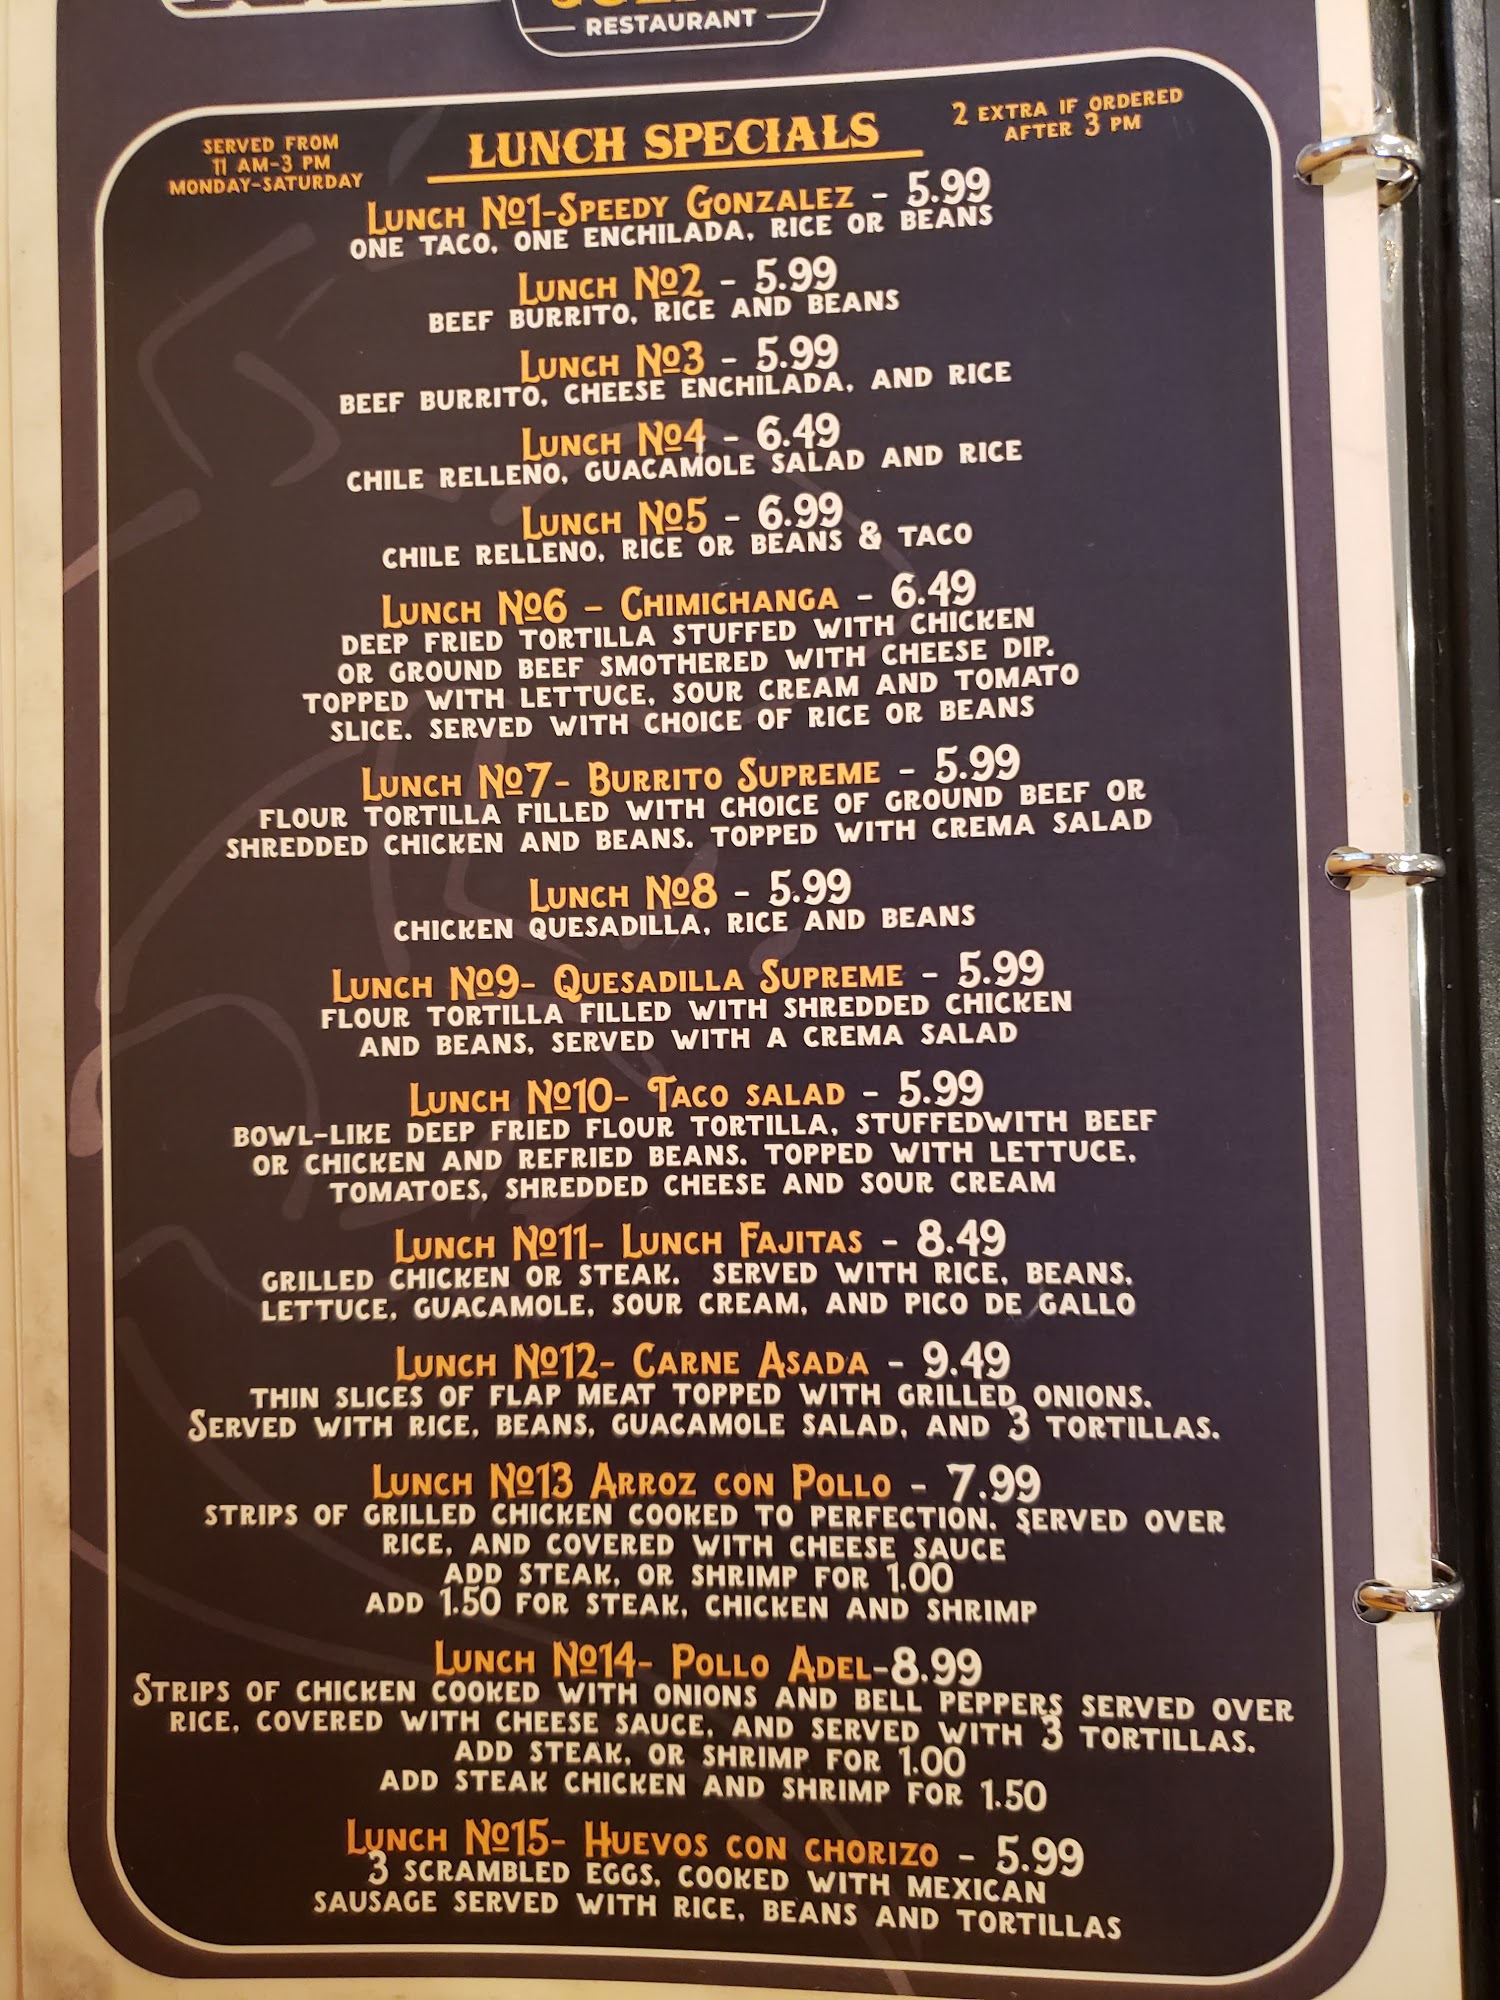 RESTAURANT
SERVED FROM
11 AM-3 PM
MONDAY-SATURDAY
LUNCH SPECIALS
2 EXTRA IF ORDERED
AFTER 3 PM
LUNCH Nº1-SPEEDY GONZALEZ - 5.99
ONE TACO, ONE ENCHILADA, RICE OR BEANS
LUNCH Nº2 - 5.99
BEEF BURRITO, RICE AND BEANS
LUNCH Nº3 - 5.99
BEEF BURRITO, CHEESE ENCHILADA, AND RICE
LUNCH Nº4 - 6.49
CHILE RELLENO, GUACAMOLE SALAD AND RICE
LUNCH Nº5 - 6.99
CHILE RELLENO, RICE OR BEANS & TACO
LUNCH Nº6 - CHIMICHANGA - 6.49
DEEP FRIED TORTILLA STUFFED WITH CHICKEN
OR GROUND BEEF SMOTHERED WITH CHEESE DIP.
TOPPED WITH LETTUCE, SOUR CREAM AND TOMATO
SLICE. SERVED WITH CHOICE OF RICE OR BEANS
LUNCH Nº7- BURRITO SUPREME - 5.99
FLOUR TORTILLA FILLED WITH CHOICE OF GROUND BEEF OR
SHREDDED CHICKEN AND BEANS. TOPPED WITH CREMA SALAD
LUNCH Nº8 - 5.99
CHICKEN QUESADILLA, RICE AND BEANS
LUNCH Nº9- QUESADILLA SUPREME - 5.99
FLOUR TORTILLA FILLED WITH SHREDDED CHICKEN
AND BEANS, SERVED WITH A CREMA SALAD
LUNCH Nº10- TACO SALAD - 5.99
BOWL-LIKE DEEP FRIED FLOUR TORTILLA, STUFFEDWITH BEEF
OR CHICKEN AND REFRIED BEANS. TOPPED WITH LETTUCE,
TOMATOES, SHREDDED CHEESE AND SOUR CREAM
LUNCH Nº11- LUNCH FAJITAS - 8.49
GRILLED CHICKEN OR STEAK. SERVED WITH RICE, BEANS,
LETTUCE, GUACAMOLE, SOUR CREAM, AND PICO DE GALLO
LUNCH Nº12- CARNE ASADA - 9.49
THIN SLICES OF FLAP MEAT TOPPED WITH GRILLED ONIONS.
SERVED WITH RICE, BEANS, GUACAMOLE SALAD, AND 3 TORTILLAS.
LUNCH Nº13 ARROZ CON POLLO - 7.99
STRIPS OF GRILLED CHICKEN COOKED TO PERFECTION. SERVED OVER
RICE, AND COVERED WITH CHEESE SAUCE
ADD STEAK, OR SHRIMP FOR 1.00
ADD 1.50 FOR STEAK, CHICKEN AND SHRIMP
LUNCH Nº14- POLLO ADEL-8.99
STRIPS OF CHICKEN COOKED WITH ONIONS AND BELL PEPPERS SERVED OVER
RICE, COVERED WITH CHEESE SAUCE, AND SERVED WITH 3 TORTILLAS.
ADD STEAK, OR SHRIMP FOR 1.00
ADD STEAK CHICKEN AND SHRIMP FOR 1.50
LUNCH Nº15- HUEVOS CON CHORIZO - 5.99
3 SCRAMBLED EGGS, COOKED WITH MEXICAN
SAUSAGE SERVED WITH RICE, BEANS AND TORTILLAS